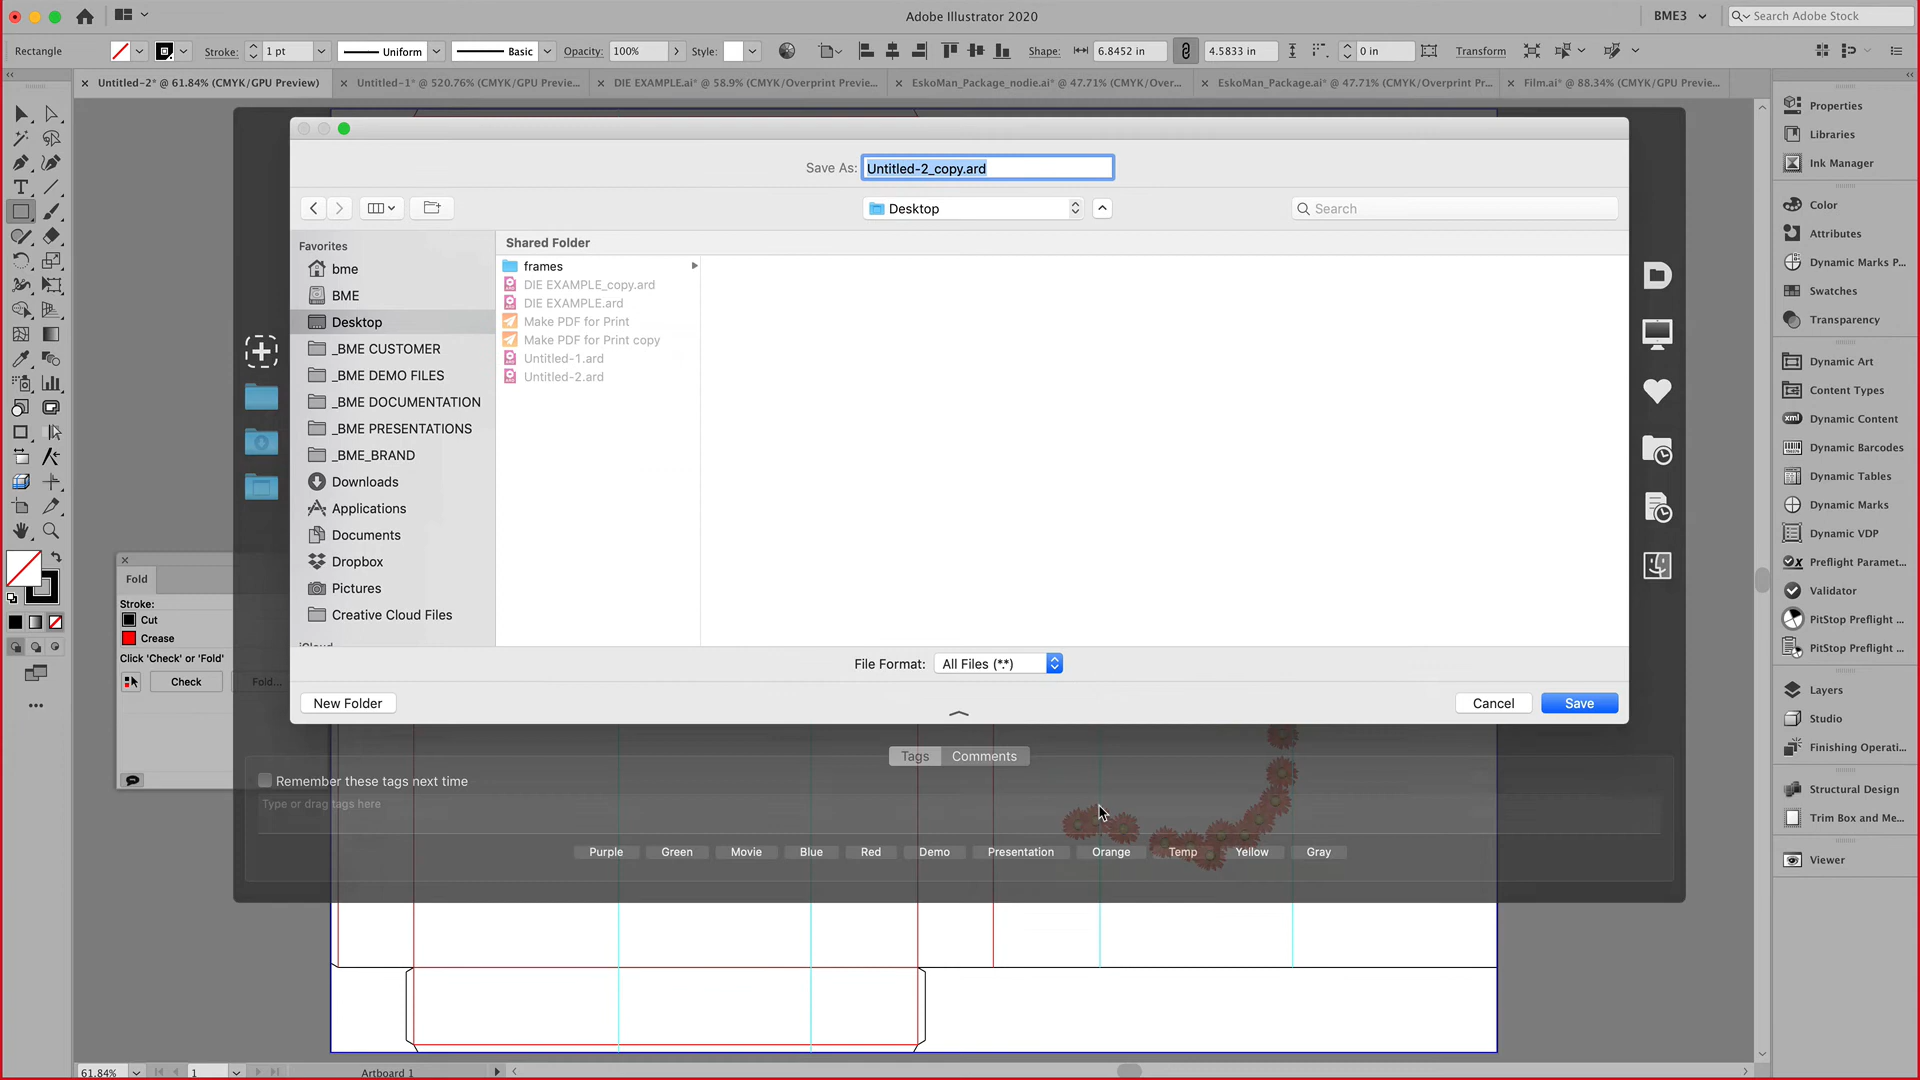 Adobe Illustrator 2020
BME3
Search Adobe Stock
Rectangle
Stroke:
1 pt
Uniform
Basic
Opacity:
100%
Style:
Shape:
6.8452 in
4.5833 in
0 in
Transform
Untitled-2* @ 61.84% (CMYK/GPU Preview)
Untitled-1* @ 520.76% (CMYK/GPU Previe...
DIE EXAMPLE.ai* @ 58.9% (CMYK/Overprint Previe...
EskoMan_Package_nodie.ai* @ 47.71% (CMYK/Over...
EskoMan_Package.ai* @ 47.71% (CMYK/Overprint Pr...
Film.ai* @ 88.34% (CMYK/GPU Preview...
Save As:
Untitled-2_copy.ard
Desktop
Search
Favorites
bme
BME
Desktop
_BME CUSTOMER
_BME DEMO FILES
_BME DOCUMENTATION
_BME PRESENTATIONS
_BME_BRAND
Downloads
Applications
Documents
Dropbox
Pictures
Creative Cloud Files
iCloud
Shared Folder
frames
DIE EXAMPLE_copy.ard
DIE EXAMPLE.ard
Make PDF for Print
Make PDF for Print copy
Untitled-1.ard
Untitled-2.ard
File Format:
All Files (*.*)
New Folder
Cancel
Save
Fold
Stroke:
Cut
Crease
Click 'Check' or 'Fold'
Check
Fold...
Tags
Comments
Remember these tags next time
Type or drag tags here
Purple
Green
Movie
Blue
Red
Demo
Presentation
Orange
Temp
Yellow
Gray
Properties
Libraries
Ink Manager
Color
Attributes
Dynamic Marks P...
Swatches
Transparency
Dynamic Art
Content Types
xml
Dynamic Content
Dynamic Barcodes
Dynamic Tables
Dynamic Marks
Dynamic VDP
Preflight Paramet...
Validator
PitStop Preflight ...
PitStop Preflight ...
Layers
Studio
Finishing Operati...
Structural Design
Trim Box and Me...
Viewer
61.84%
1
Artboard 1